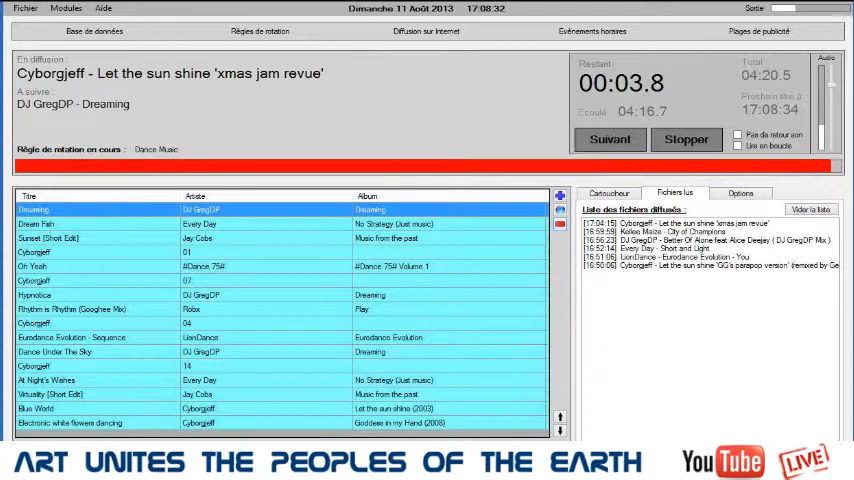 Fichier Modules Aide Dimanche 11 Août 2013 17:08:32 Sortie
Base de données Règles de rotation Diffusion sur Internet Evènements horaires Plages de publicité
En diffusion :
Cyborgjeff - Let the sun shine 'xmas jam revue'
A suivre :
DJ GregDP - Dreaming
Règle de rotation en cours : Dance Music
Restant :
00:03.8
Ecoulé 04:16.7
Total :
04:20.5
Prochain titre à
17:08:34
Suivant Stopper
Pas de retour son
Lire en boucle
Audio
Titre Artiste Album
Dreaming DJ GregDP Dreaming
Dream Fish Every Day No Strategy (Just music)
Sunset [Short Edit] Jay Cobs Music from the past
Cyborgjeff 01
Oh Yeah #Dance 75# #Dance 75# Volume 1
Cyborgjeff 07
Hypnotica DJ GregDP Dreaming
Rhythm is Rhythm (Googhee Mix) Robx Play
Cyborgjeff 04
Eurodance Evolution - Sequence LionDance Eurodance Evolution
Dance Under The Sky DJ GregDP Dreaming
Cyborgjeff 14
At Night's Wishes Every Day No Strategy (Just music)
Virtuality [Short Edit] Jay Cobs Music from the past
Blue World Cyborgjeff Let the sun shine (2003)
Electronic white flowers dancing Cyborgjeff Goddess in my Hand (2008)
Cartoucheur Fichiers lus Options
Liste des fichiers diffusés : Vider la liste
[17:04:15] Cyborgjeff - Let the sun shine 'xmas jam revue'
[16:59:59] Kellee Maize - City of Champions
[16:56:23] DJ GregDP - Better Of Alone feat Alice Deejay ( DJ GregDP Mix )
[16:52:14] Every Day - Short and Light
[16:51:06] LionDance - Eurodance Evolution - You
[16:50:06] Cyborgjeff - Let the sun shine 'GG's parapop version' (remixed by Ge
ART UNITES THE PEOPLES OF THE EARTH
YouTube LIVE